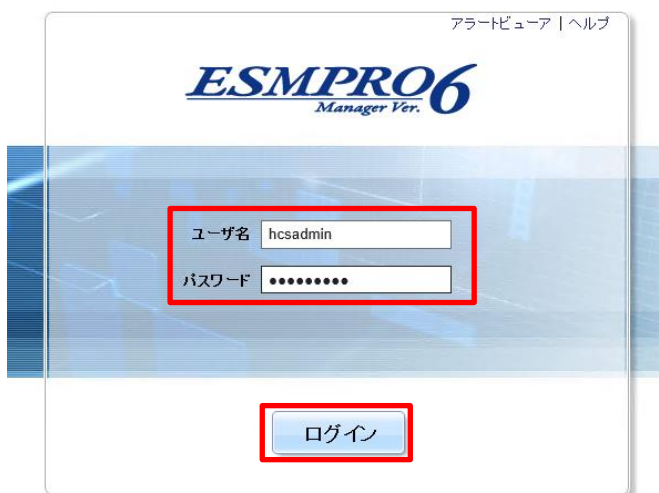 アラートビューア | ヘルプ
ESMPRO6
Manager Ver.
ユーザ名 hcsadmin
パスワード ●●●●●●●●●
ログイン